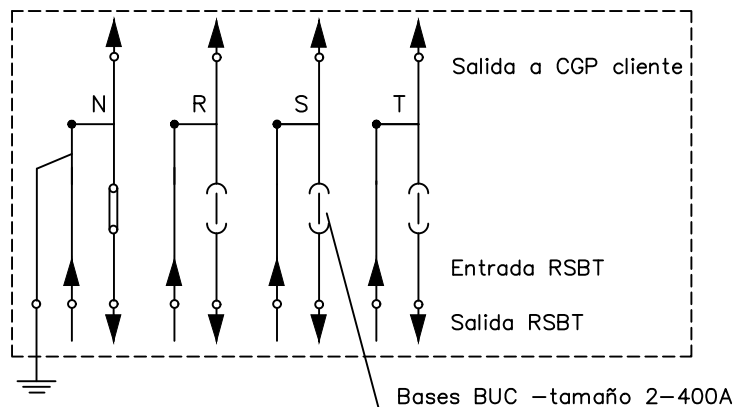 Salida a CGP cliente
N R S T
Entrada RSBT
Salida RSBT
Bases BUC -tamaño 2-400A